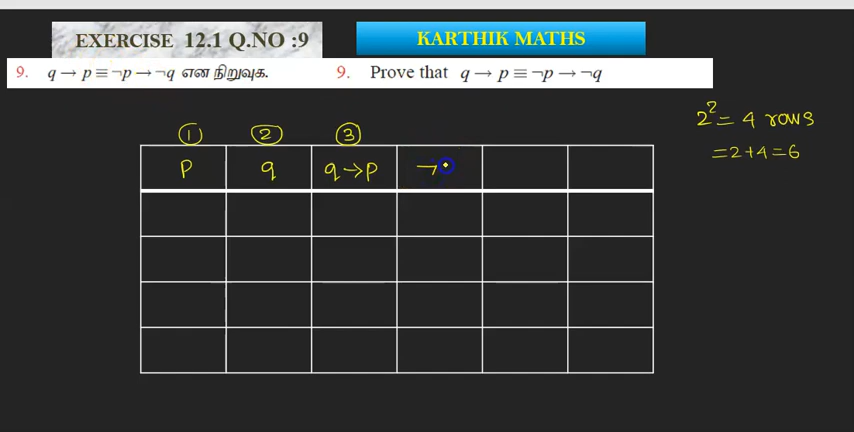 EXERCISE 12.1 Q.NO :9
KARTHIK MATHS
9. q → p ≡ ¬p → ¬q என நிறுவுக.
9. Prove that q → p ≡ ¬p → ¬q
2² = 4 rows
= 2 + 4 = 6
① ② ③
p q q → p ¬